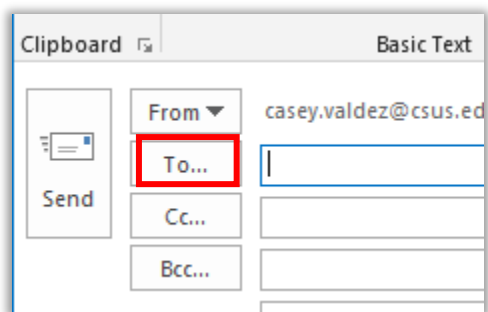 Clipboard Basic Text
From casey.valdez@csus.ed
To...
Send
Cc...
Bcc...